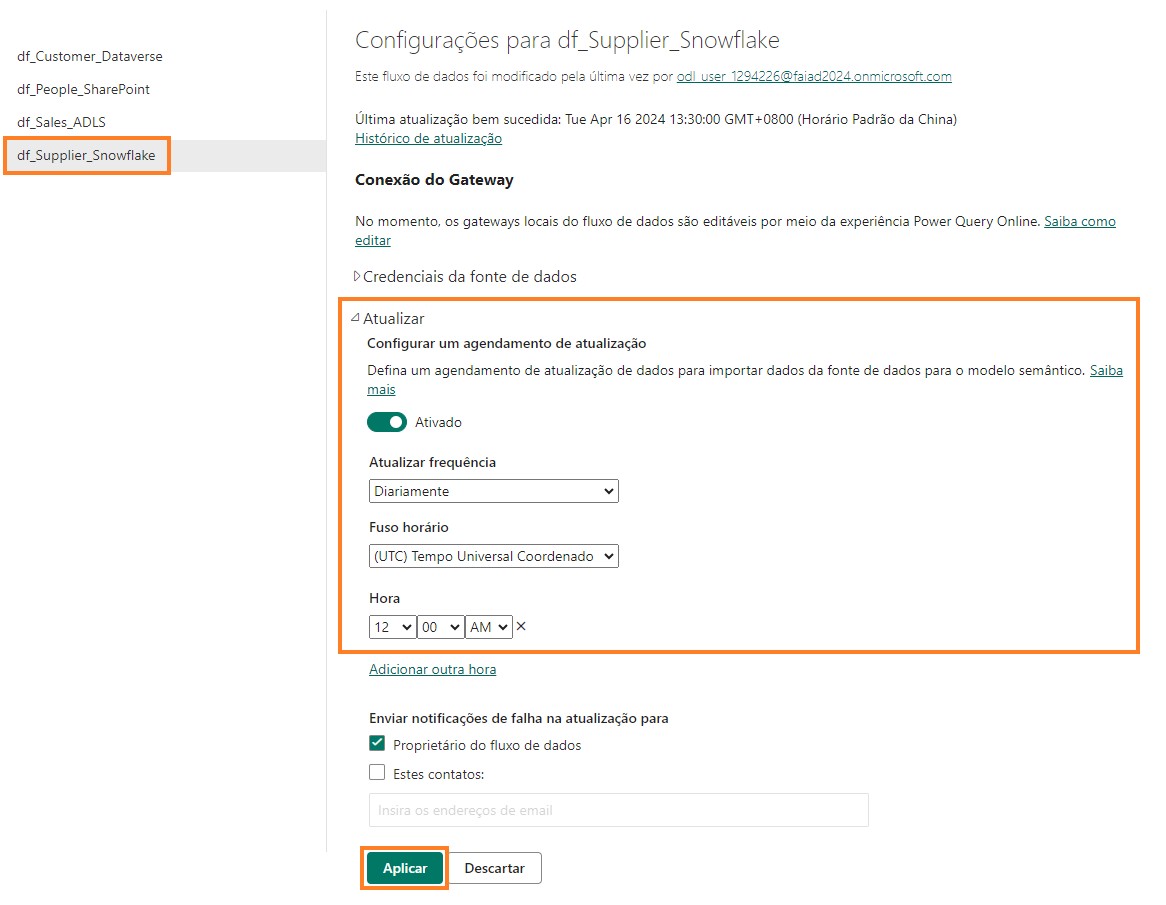 df_Customer_Dataverse
df_People_SharePoint
df_Sales_ADLS
df_Supplier_Snowflake
Configurações para df_Supplier_Snowflake
Este fluxo de dados foi modificado pela última vez por odl_user_1294226@faiad2024.onmicrosoft.com
Última atualização bem sucedida: Tue Apr 16 2024 13:30:00 GMT+0800 (Horário Padrão da China)
Histórico de atualização
Conexão do Gateway
No momento, os gateways locais do fluxo de dados são editáveis por meio da experiência Power Query Online. Saiba como
editar
Credenciais da fonte de dados
Atualizar
Configurar um agendamento de atualização
Defina um agendamento de atualização de dados para importar dados da fonte de dados para o modelo semântico. Saiba
mais
Ativado
Atualizar frequência
Diariamente
Fuso horário
(UTC) Tempo Universal Coordenado
Hora
12 00 AM ×
Adicionar outra hora
Enviar notificações de falha na atualização para
Proprietário do fluxo de dados
Estes contatos:
Insira os endereços de email
Aplicar Descartar